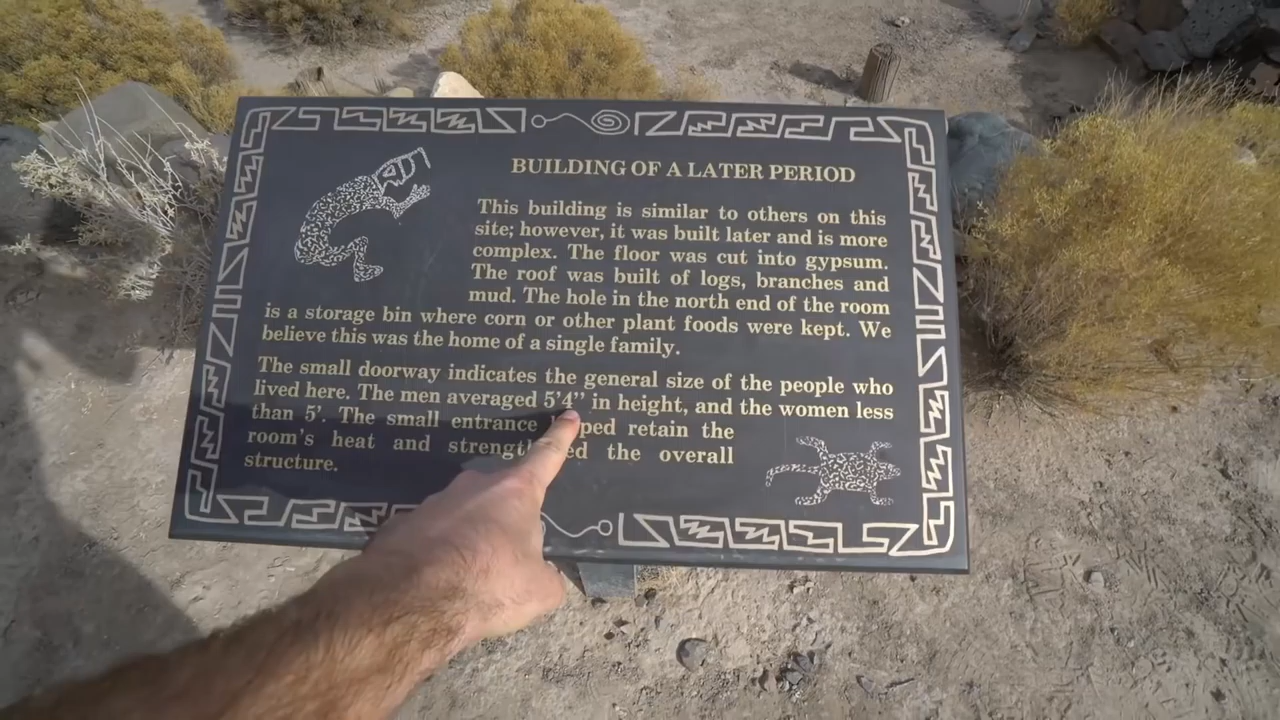 BUILDING OF A LATER PERIOD
This building is similar to others on this
site; however, it was built later and is more
complex. The floor was cut into gypsum.
The roof was built of logs, branches and
mud. The hole in the north end of the room
is a storage bin where corn or other plant foods were kept. We
believe this was the home of a single family.
The small doorway indicates the general size of the people who
lived here. The men averaged 5'4'' in height, and the women less
than 5'. The small entrance retain the
room's heat and the overall
structure.